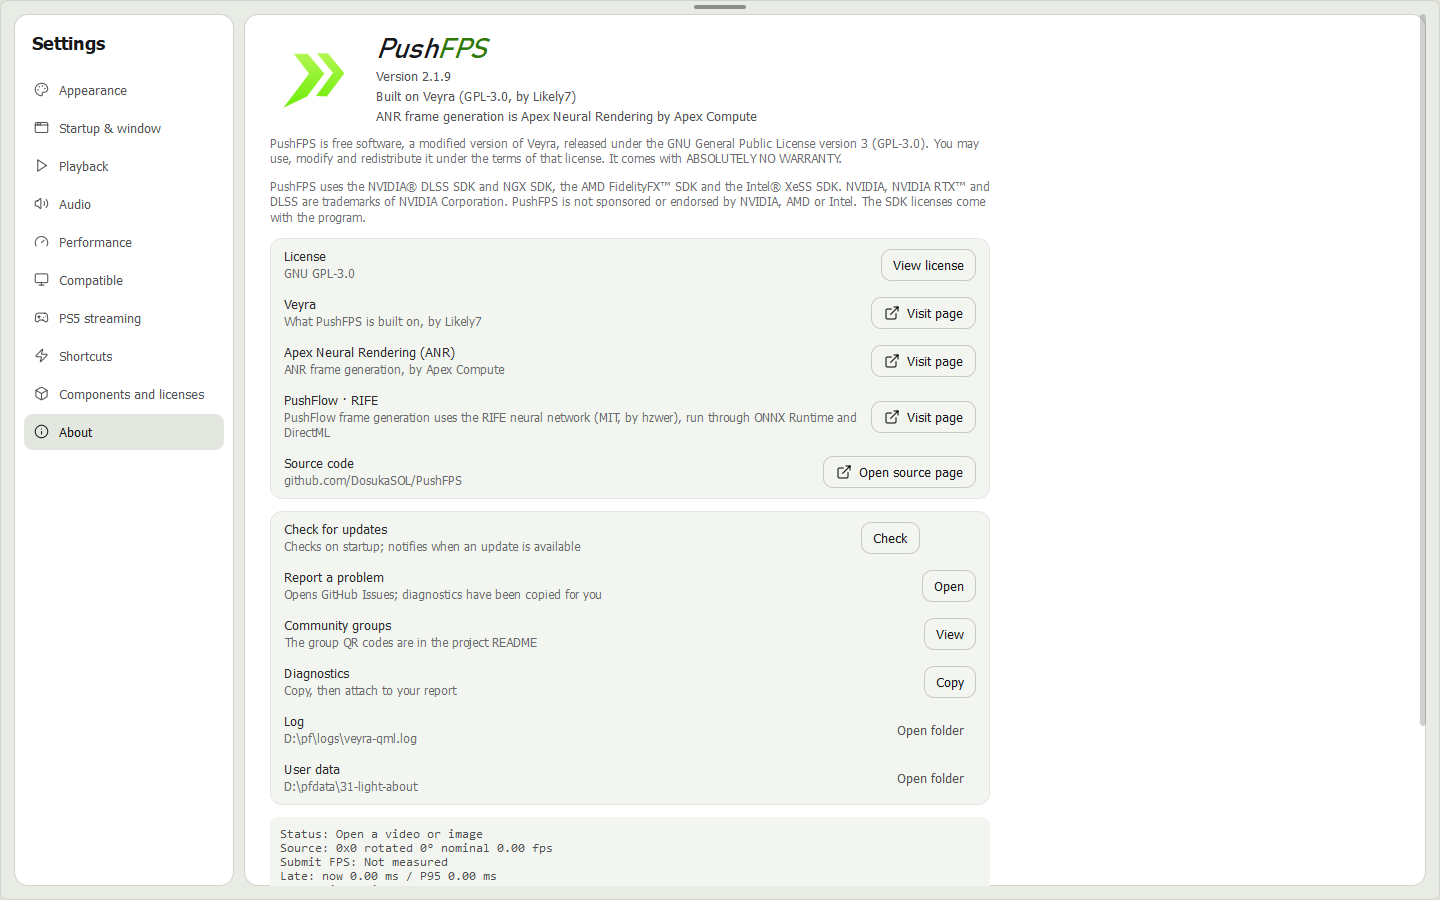 Settings
Appearance
Startup & window
Playback
Audio
Performance
Compatible
PS5 streaming
Shortcuts
Components and licenses
About
PushFPS
Version 2.1.9
Built on Veyra (GPL-3.0, by Likely7)
ANR frame generation is Apex Neural Rendering by Apex Compute
PushFPS is free software, a modified version of Veyra, released under the GNU General Public License version 3 (GPL-3.0). You may
use, modify and redistribute it under the terms of that license. It comes with ABSOLUTELY NO WARRANTY.
PushFPS uses the NVIDIA® DLSS SDK and NGX SDK, the AMD FidelityFX™ SDK and the Intel® XeSS SDK. NVIDIA, NVIDIA RTX™ and
DLSS are trademarks of NVIDIA Corporation. PushFPS is not sponsored or endorsed by NVIDIA, AMD or Intel. The SDK licenses come
with the program.
License
GNU GPL-3.0
View license
Veyra
What PushFPS is built on, by Likely7
Visit page
Apex Neural Rendering (ANR)
ANR frame generation, by Apex Compute
Visit page
PushFlow · RIFE
PushFlow frame generation uses the RIFE neural network (MIT, by hzwer), run through ONNX Runtime and
DirectML
Visit page
Source code
github.com/DosukaSOL/PushFPS
Open source page
Check for updates
Checks on startup; notifies when an update is available
Check
Report a problem
Opens GitHub Issues; diagnostics have been copied for you
Open
Community groups
The group QR codes are in the project README
View
Diagnostics
Copy, then attach to your report
Copy
Log
D:\pf\logs\veyra-qml.log
Open folder
User data
D:\pfdata\31-light-about
Open folder
Status: Open a video or image
Source: 0x0 rotated 0° nominal 0.00 fps
Submit FPS: Not measured
Late: now 0.00 ms / P95 0.00 ms